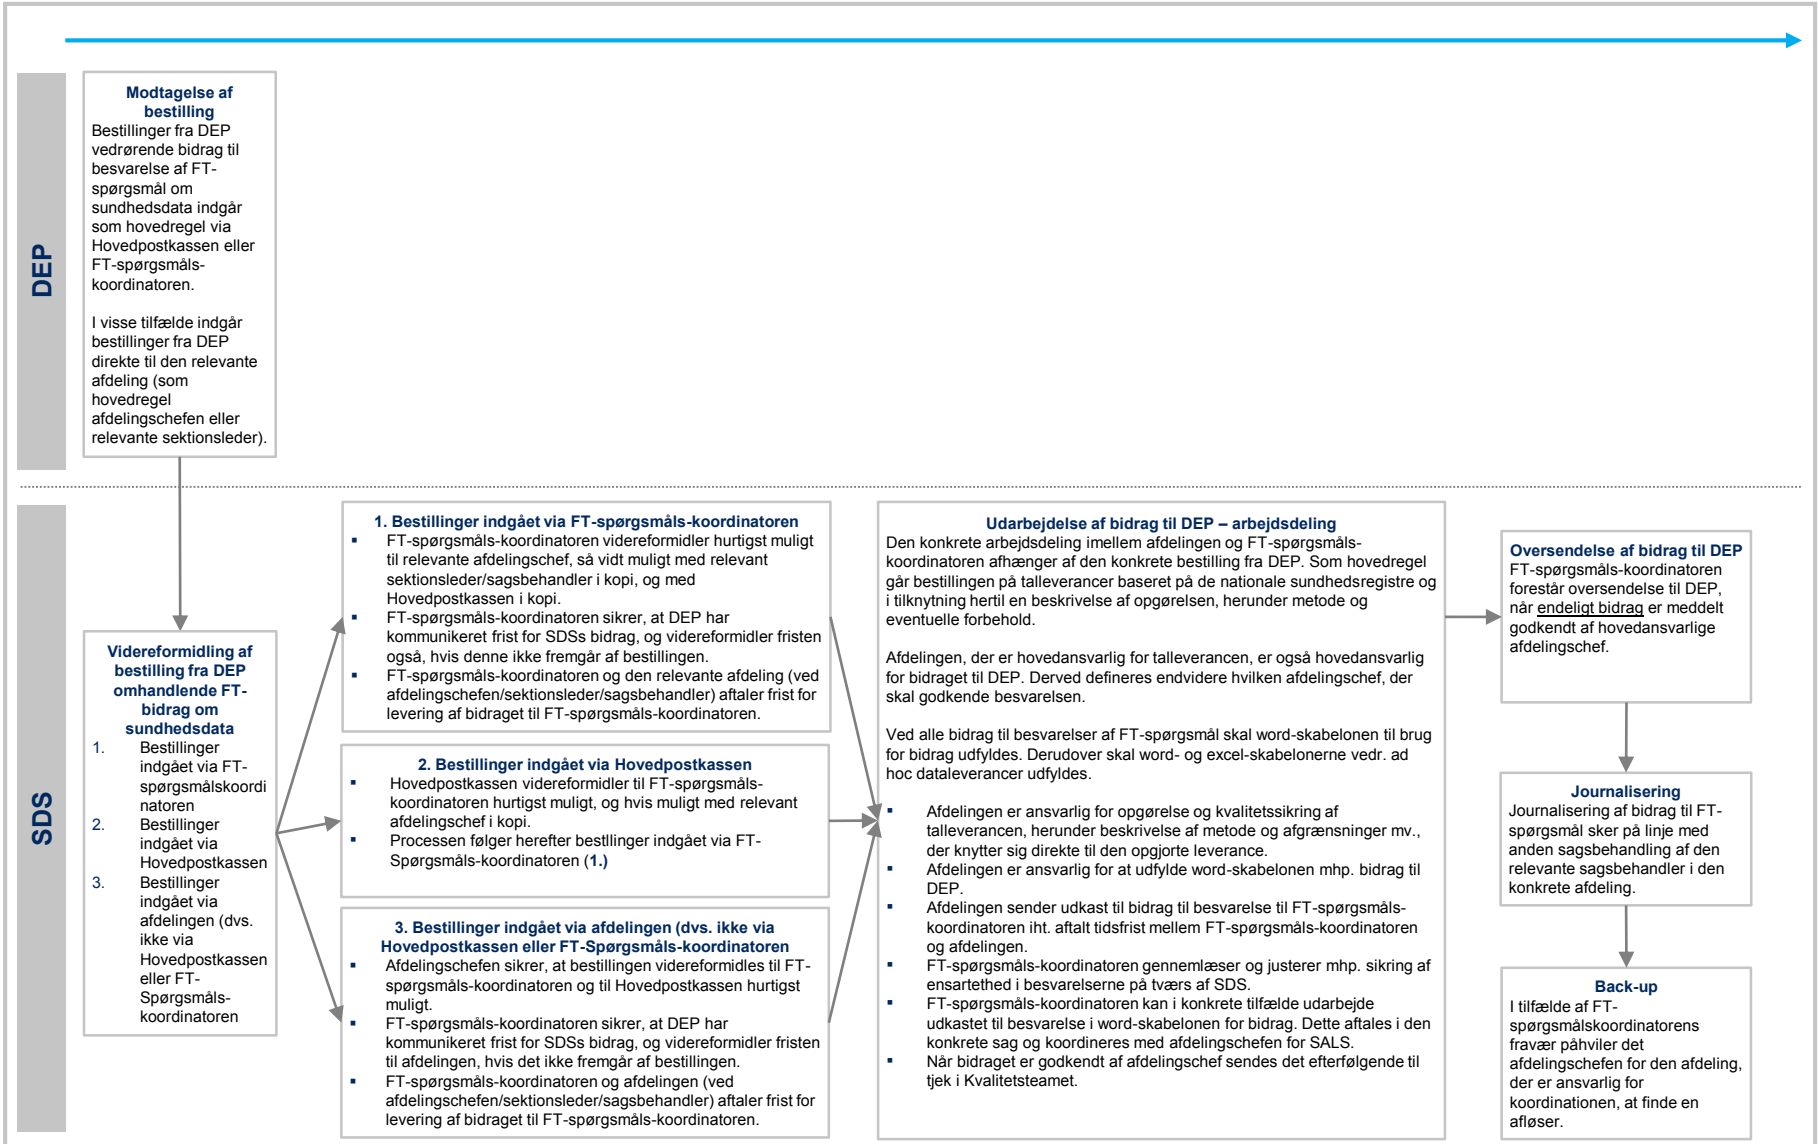 DEP
Modtagelse af
bestilling
Bestillinger fra DEP
vedrørende bidrag til
besvarelse af FT-
spørgsmål om
sundhedsdata indgår
som hovedregel via
Hovedpostkassen eller
FT-spørgsmåls-
koordinatoren.
I visse tilfælde indgår
bestillinger fra DEP
direkte til den relevante
afdeling (som
hovedregel
afdelingschefen eller
relevante sektionsleder).
SDS
Videreformidling af
bestilling fra DEP
omhandlende FT-
bidrag om
sundhedsdata
1. Bestillinger
indgået via FT-
spørgsmålskoordi
natoren
2. Bestillinger
indgået via
Hovedpostkassen
3. Bestillinger
indgået via
afdelingen (dvs.
ikke via
Hovedpostkassen
eller FT-
Spørgsmåls-
koordinatoren
1. Bestillinger indgået via FT-spørgsmåls-koordinatoren
▪ FT-spørgsmåls-koordinatoren videreformidler hurtigst muligt
til relevante afdelingschef, så vidt muligt med relevant
sektionsleder/sagsbehandler i kopi, og med
Hovedpostkassen i kopi.
▪ FT-spørgsmåls-koordinatoren sikrer, at DEP har
kommunikeret frist for SDSs bidrag, og videreformidler fristen
også, hvis denne ikke fremgår af bestillingen.
▪ FT-spørgsmåls-koordinatoren og den relevante afdeling (ved
afdelingschefen/sektionsleder/sagsbehandler) aftaler frist for
levering af bidraget til FT-spørgsmåls-koordinatoren.
2. Bestillinger indgået via Hovedpostkassen
▪ Hovedpostkassen videreformidler til FT-spørgsmåls-
koordinatoren hurtigst muligt, og hvis muligt med relevant
afdelingschef i kopi.
▪ Processen følger herefter bestllinger indgået via FT-
Spørgsmåls-koordinatoren (1.)
3. Bestillinger indgået via afdelingen (dvs. ikke via
Hovedpostkassen eller FT-Spørgsmåls-koordinatoren
▪ Afdelingschefen sikrer, at bestillingen videreformidles til FT-
spørgsmåls-koordinatoren og til Hovedpostkassen hurtigst
muligt.
▪ FT-spørgsmåls-koordinatoren sikrer, at DEP har
kommunikeret frist for SDSs bidrag, og videreformidler fristen
til afdelingen, hvis det ikke fremgår af bestillingen.
▪ FT-spørgsmåls-koordinatoren og afdelingen (ved
afdelingschefen/sektionsleder/sagsbehandler) aftaler frist for
levering af bidraget til FT-spørgsmåls-koordinatoren.
Udarbejdelse af bidrag til DEP – arbejdsdeling
Den konkrete arbejdsdeling imellem afdelingen og FT-spørgsmåls-
koordinatoren afhænger af den konkrete bestilling fra DEP. Som hovedregel
går bestillingen på talleverancer baseret på de nationale sundhedsregistre og
i tilknytning hertil en beskrivelse af opgørelsen, herunder metode og
eventuelle forbehold.
Afdelingen, der er hovedansvarlig for talleverancen, er også hovedansvarlig
for bidraget til DEP. Derved defineres endvidere hvilken afdelingschef, der
skal godkende besvarelsen.
Ved alle bidrag til besvarelser af FT-spørgsmål skal word-skabelonen til brug
for bidrag udfyldes. Derudover skal word- og excel-skabelonerne vedr. ad
hoc dataleverancer udfyldes.
▪ Afdelingen er ansvarlig for opgørelse og kvalitetssikring af
talleverancen, herunder beskrivelse af metode og afgrænsninger mv.,
der knytter sig direkte til den opgjorte leverance.
▪ Afdelingen er ansvarlig for at udfylde word-skabelonen mhp. bidrag til
DEP.
▪ Afdelingen sender udkast til bidrag til besvarelse til FT-spørgsmåls-
koordinatoren iht. aftalt tidsfrist mellem FT-spørgsmåls-koordinatoren
og afdelingen.
▪ FT-spørgsmåls-koordinatoren gennemlæser og justerer mhp. sikring af
ensartethed i besvarelserne på tværs af SDS.
▪ FT-spørgsmåls-koordinatoren kan i konkrete tilfælde udarbejde
udkastet til besvarelse i word-skabelonen for bidrag. Dette aftales i den
konkrete sag og koordineres med afdelingschefen for SALS.
▪ Når bidraget er godkendt af afdelingschef sendes det efterfølgende til
tjek i Kvalitetsteamet.
Oversendelse af bidrag til DEP
FT-spørgsmåls-koordinatoren
forestår oversendelse til DEP,
når endeligt bidrag er meddelt
godkendt af hovedansvarlige
afdelingschef.
Journalisering
Journalisering af bidrag til FT-
spørgsmål sker på linje med
anden sagsbehandling af den
relevante sagsbehandler i den
konkrete afdeling.
Back-up
I tilfælde af FT-
spørgsmålskoordinatorens
fravær påhviler det
afdelingschefen for den afdeling,
der er ansvarlig for
koordinationen, at finde en
afløser.